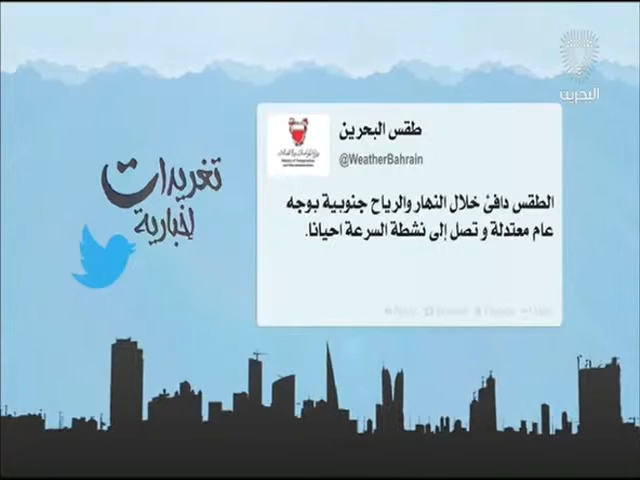 البحرين
طقس البحرين
@WeatherBahrain
تغريدات
إخبارية
الطقس دافئ خلال النهار والرياح جنوبية بوجه
عام معتدلة و تصل إلى نشطة السرعة احيانا.